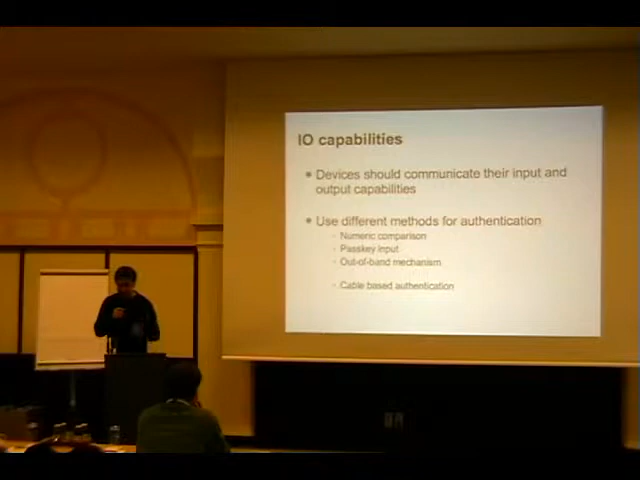 IO capabilities
Devices should communicate their input and
output capabilities
Use different methods for authentication
Numeric comparison
Passkey input
Out-of-band mechanism
Cable based authentication